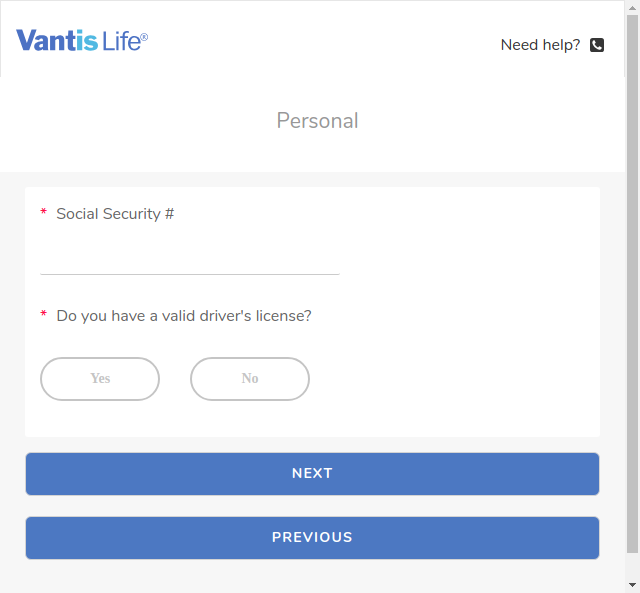 Vantis Life®
Need help?
Personal
* Social Security #
* Do you have a valid driver's license?
Yes
No
NEXT
PREVIOUS